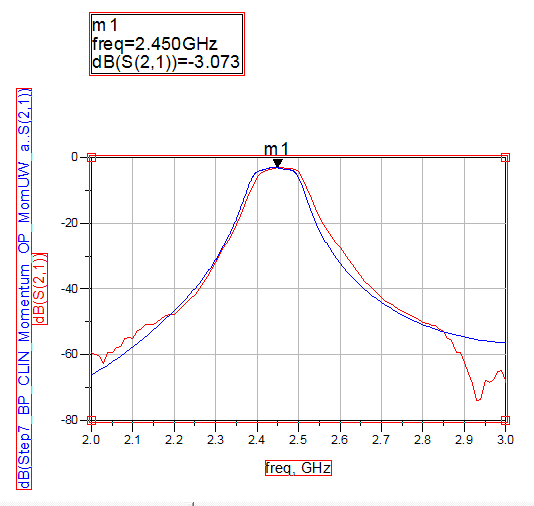 m1
freq=2.450GHz
dB(S(2,1))=-3.073
m1
dB(Step7_BP_CLIN_Momentum_OP_MomUW_a..S(2,1))
dB(S(2,1))
0
-20
-40
-60
-80
2.0 2.1 2.2 2.3 2.4 2.5 2.6 2.7 2.8 2.9 3.0
freq, GHz